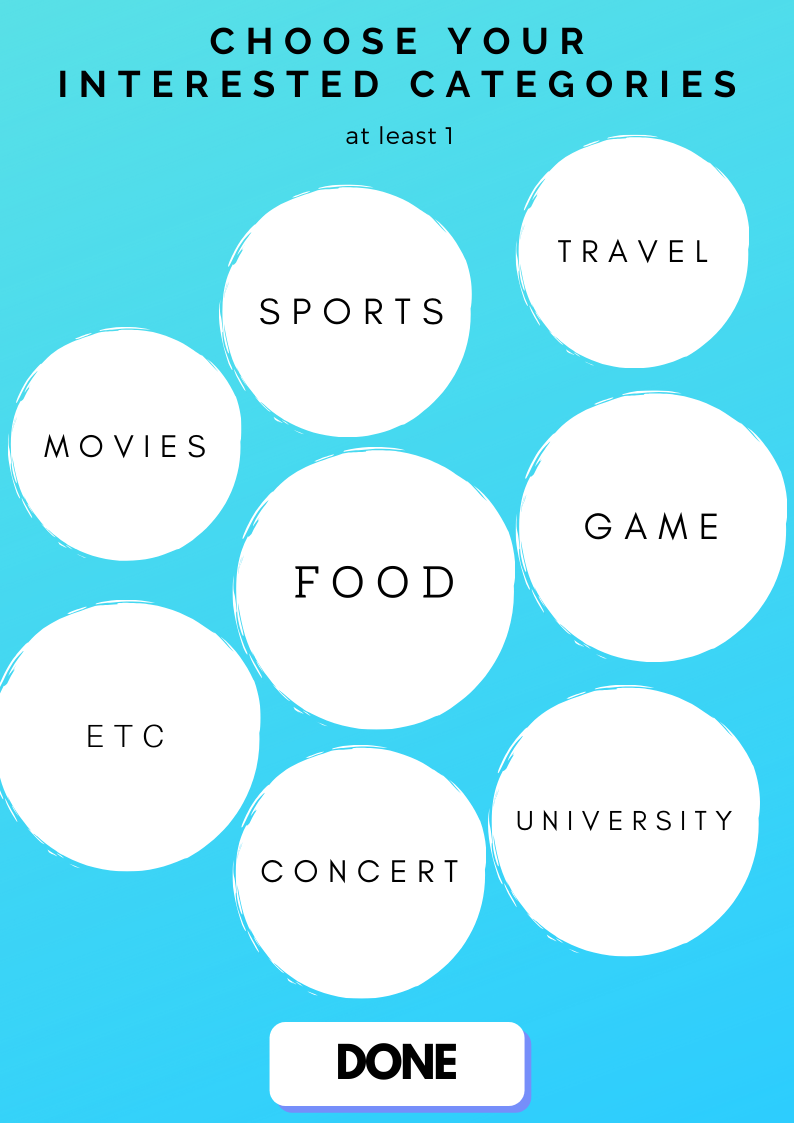 CHOOSE YOUR
INTERESTED CATEGORIES
at least 1
TRAVEL
SPORTS
MOVIES
GAME
FOOD
ETC
UNIVERSITY
CONCERT
DONE